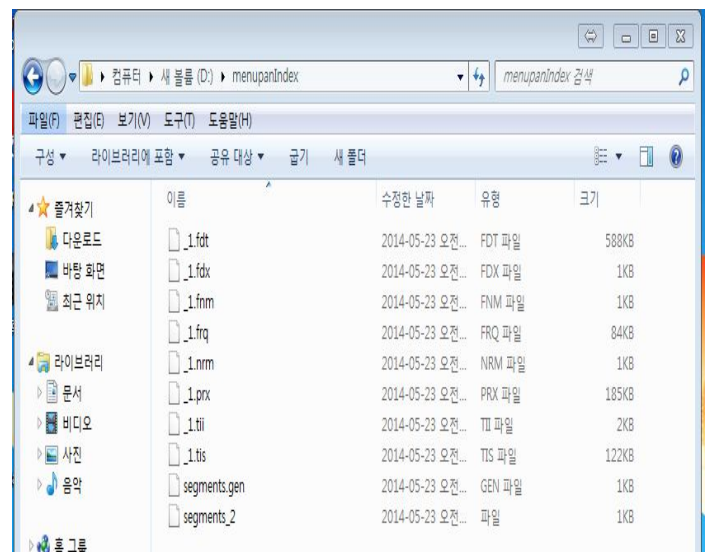 컴퓨터 새 볼륨 (D:) menupanIndex menupanIndex 검색
파일(F) 편집(E) 보기(V) 도구(T) 도움말(H)
구성 라이브러리에 포함 공유 대상 굽기 새 폴더
즐겨찾기
다운로드
바탕 화면
최근 위치
라이브러리
문서
비디오
사진
음악
홈 그룹
이름 수정한 날짜 유형 크기
_1.fdt 2014-05-23 오전... FDT 파일 588KB
_1.fdx 2014-05-23 오전... FDX 파일 1KB
_1.fnm 2014-05-23 오전... FNM 파일 1KB
_1.frq 2014-05-23 오전... FRQ 파일 84KB
_1.nrm 2014-05-23 오전... NRM 파일 1KB
_1.prx 2014-05-23 오전... PRX 파일 185KB
_1.tii 2014-05-23 오전... TII 파일 2KB
_1.tis 2014-05-23 오전... TIS 파일 122KB
segments.gen 2014-05-23 오전... GEN 파일 1KB
segments_2 2014-05-23 오전... 파일 1KB